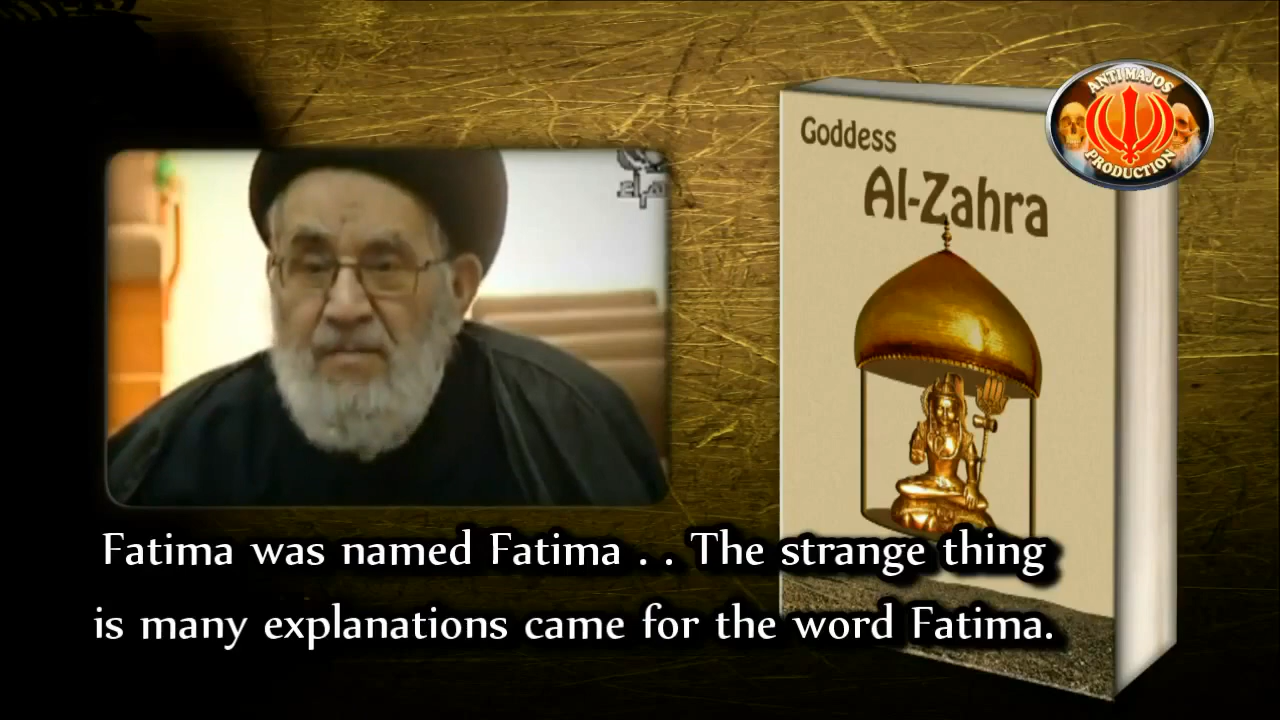 ANTI MAJOS
PRODUCTION
Goddess
Al-Zahra
Fatima was named Fatima . . The strange thing
is many explanations came for the word Fatima.